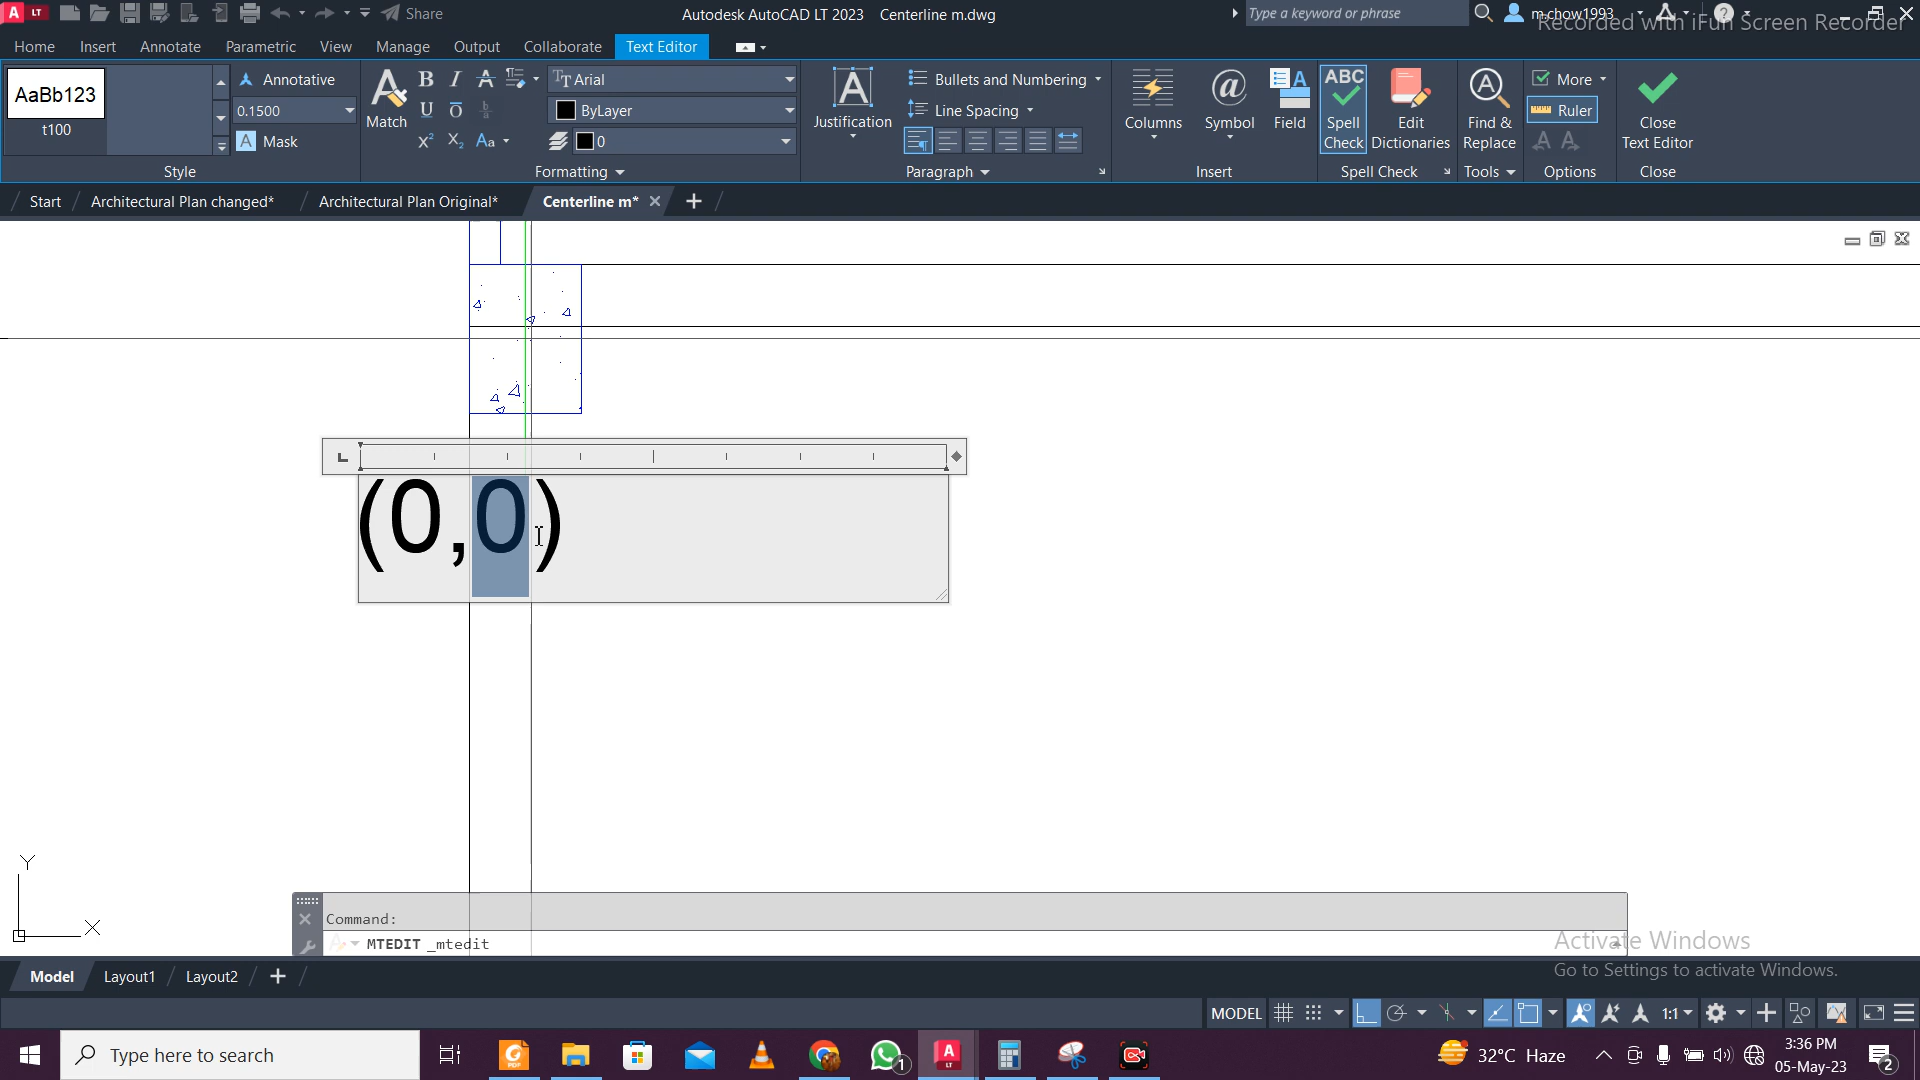 A LT Share Autodesk AutoCAD LT 2023 Centerline m.dwg Type a keyword or phrase m.chow1993
Recorded with iFun Screen Recorder
Home Insert Annotate Parametric View Manage Output Collaborate Text Editor
AaBb123
t100
Annotative
0.1500
A Mask
Style
Match
Arial
ByLayer
0
Formatting
Justification
Bullets and Numbering
Line Spacing
Paragraph
Columns
Symbol
Field
Insert
ABC
Spell
Check
Edit
Dictionaries
Spell Check
Find &
Replace
Tools
More
Ruler
Options
Close
Text Editor
Close
Start Architectural Plan changed* Architectural Plan Original* Centerline m*
(0,0)
Y
X
Command:
MTEDIT _mtedit
Activate Windows
Go to Settings to activate Windows.
Model Layout1 Layout2
MODEL 1:1
Type here to search
1
A
LT
32°C Haze
3:36 PM
05-May-23
2